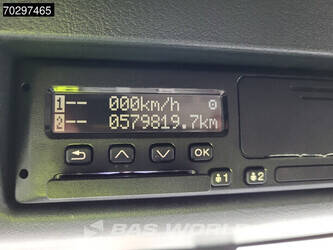 70297465
1-- 000km/h
2-- 0579819.7km
OK
1 2
BAS WORLD